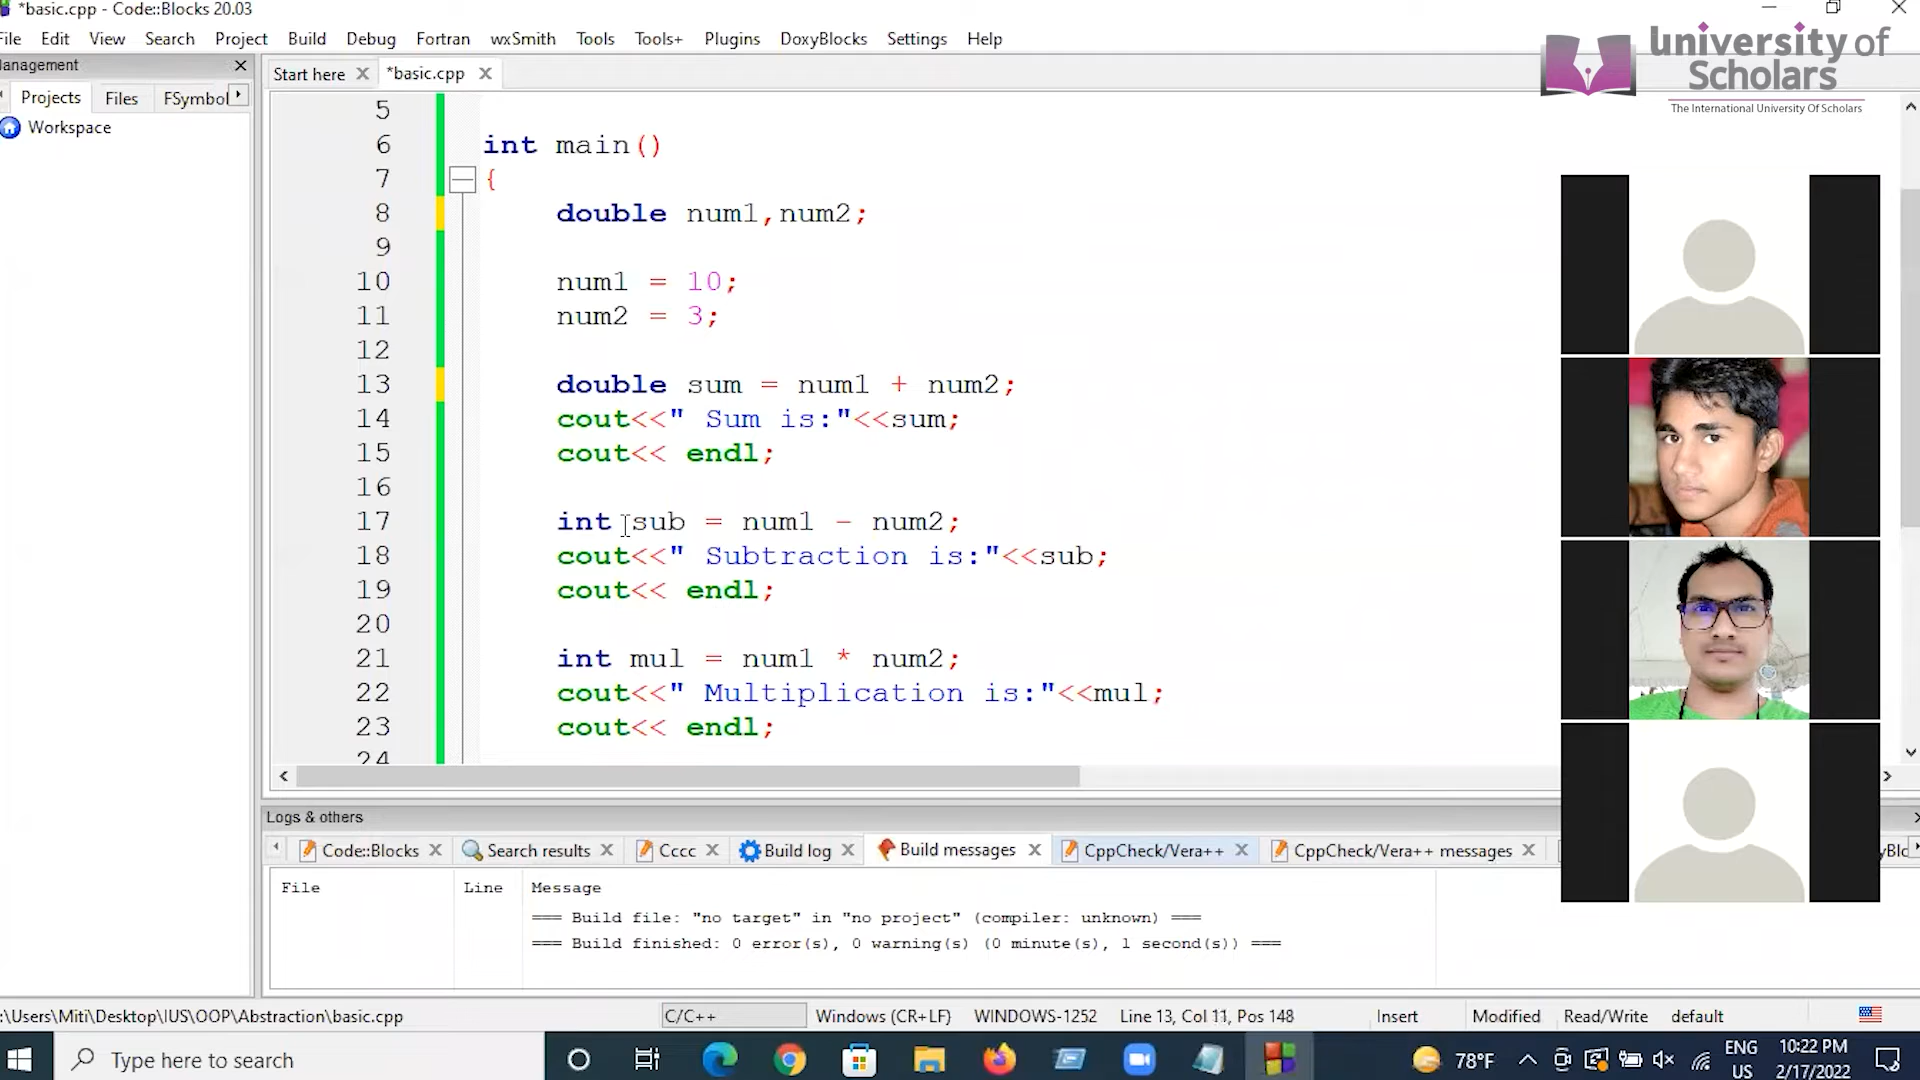 *basic.cpp - Code::Blocks 20.03
File Edit View Search Project Build Debug Fortran wxSmith Tools Tools+ Plugins DoxyBlocks Settings Help
University of
Scholars
The International University Of Scholars
anagement
Start here *basic.cpp
Projects Files FSymbol
Workspace
5
6 int main()
7 {
8 double num1,num2;
9
10 num1 = 10;
11 num2 = 3;
12
13 double sum = num1 + num2;
14 cout<<" Sum is:"<<sum;
15 cout<< endl;
16
17 int sub = num1 - num2;
18 cout<<" Subtraction is:"<<sub;
19 cout<< endl;
20
21 int mul = num1 * num2;
22 cout<<" Multiplication is:"<<mul;
23 cout<< endl;
24
Logs & others
Code::Blocks Search results Cccc Build log Build messages CppCheck/Vera++ CppCheck/Vera++ messages
File Line Message
=== Build file: "no target" in "no project" (compiler: unknown) ===
=== Build finished: 0 error(s), 0 warning(s) (0 minute(s), 1 second(s)) ===
:\Users\Miti\Desktop\IUS\OOP\Abstraction\basic.cpp C/C++ Windows (CR+LF) WINDOWS-1252 Line 13, Col 11, Pos 148 Insert Modified Read/Write default
Type here to search
78°F
ENG
US
10:22 PM
2/17/2022